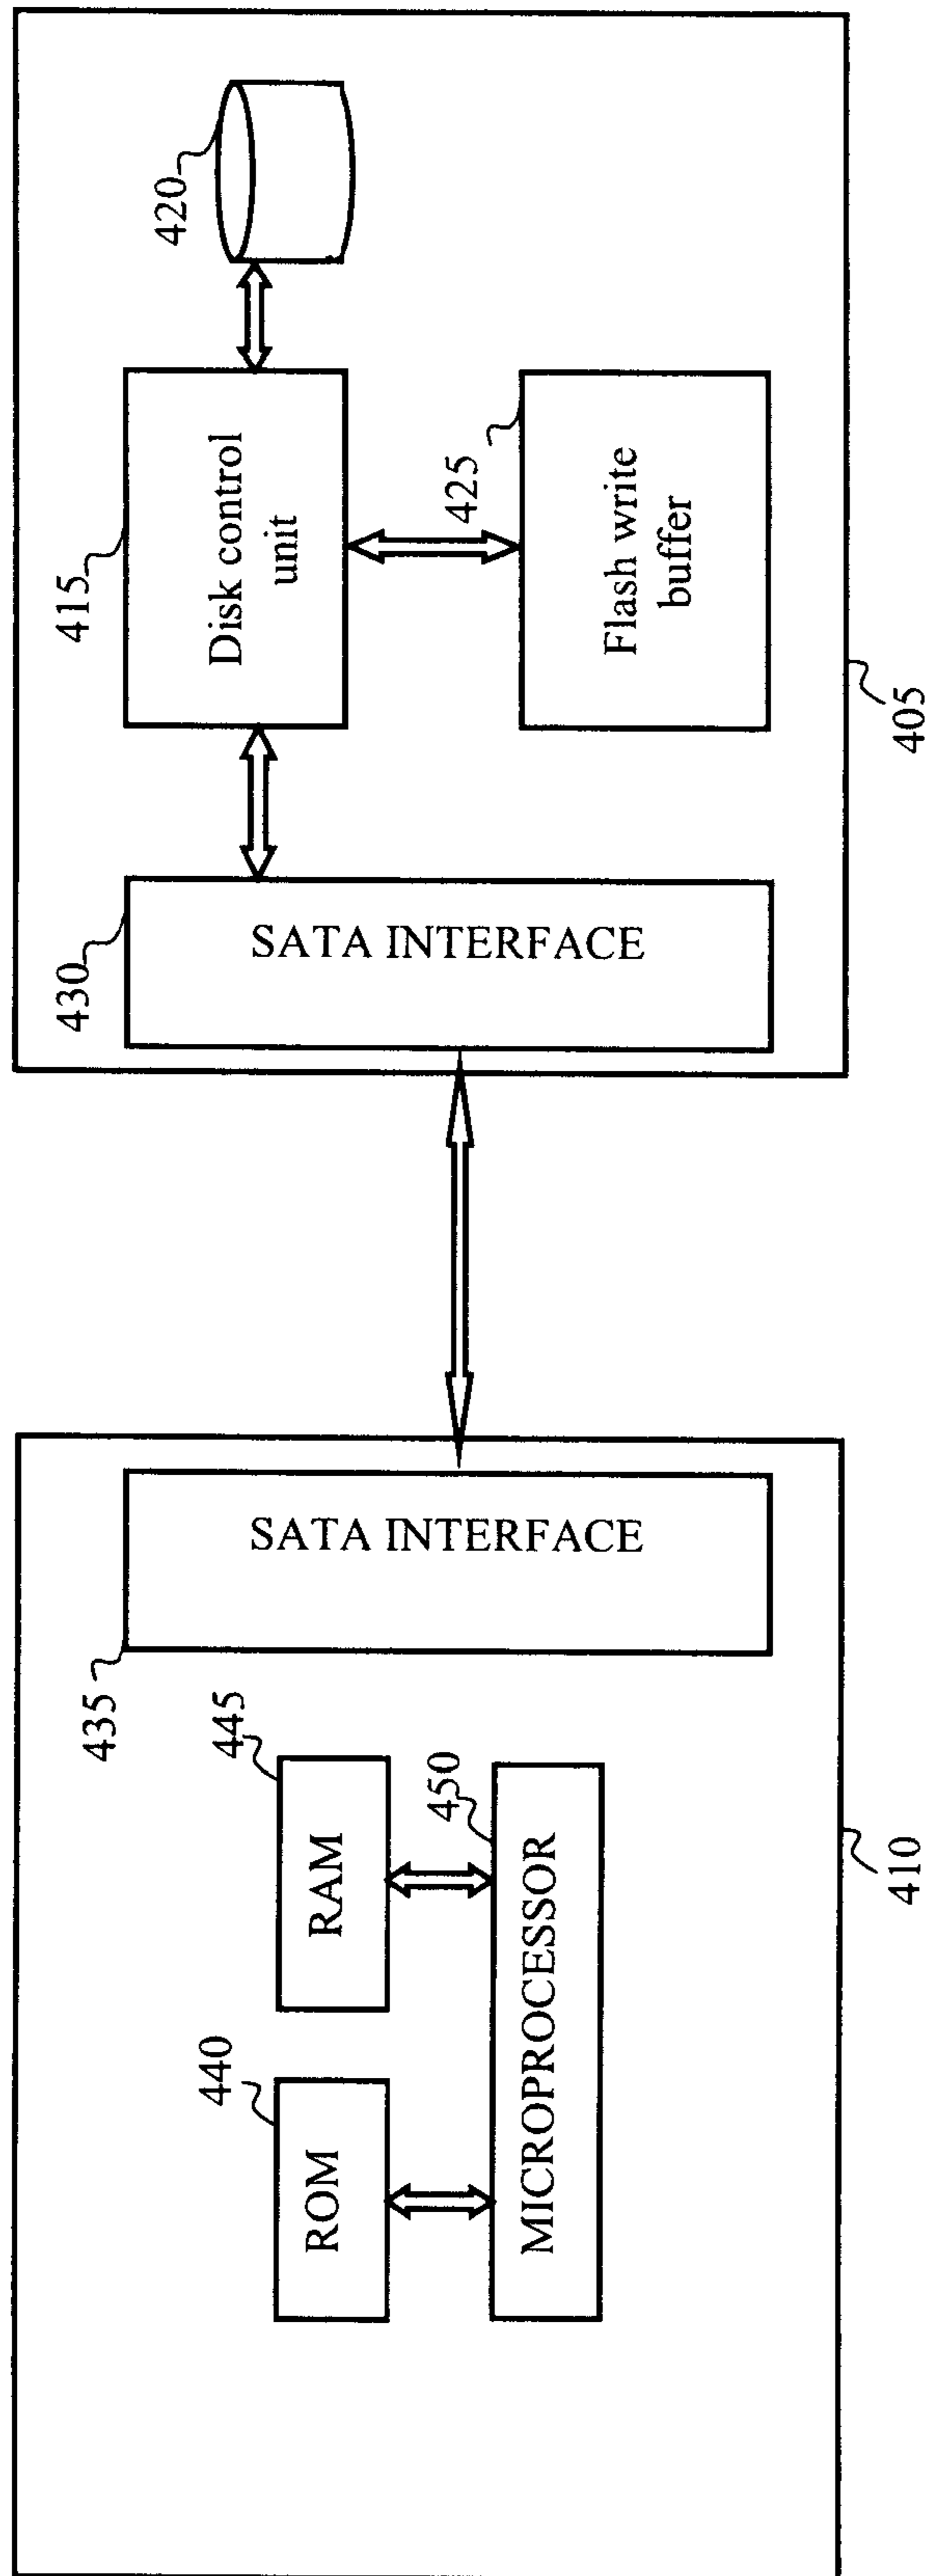 440
445
435
430
415
420
ROM
RAM
SATA INTERFACE
SATA INTERFACE
Disk control
unit
450
425
MICROPROCESSOR
Flash write
buffer
410
405